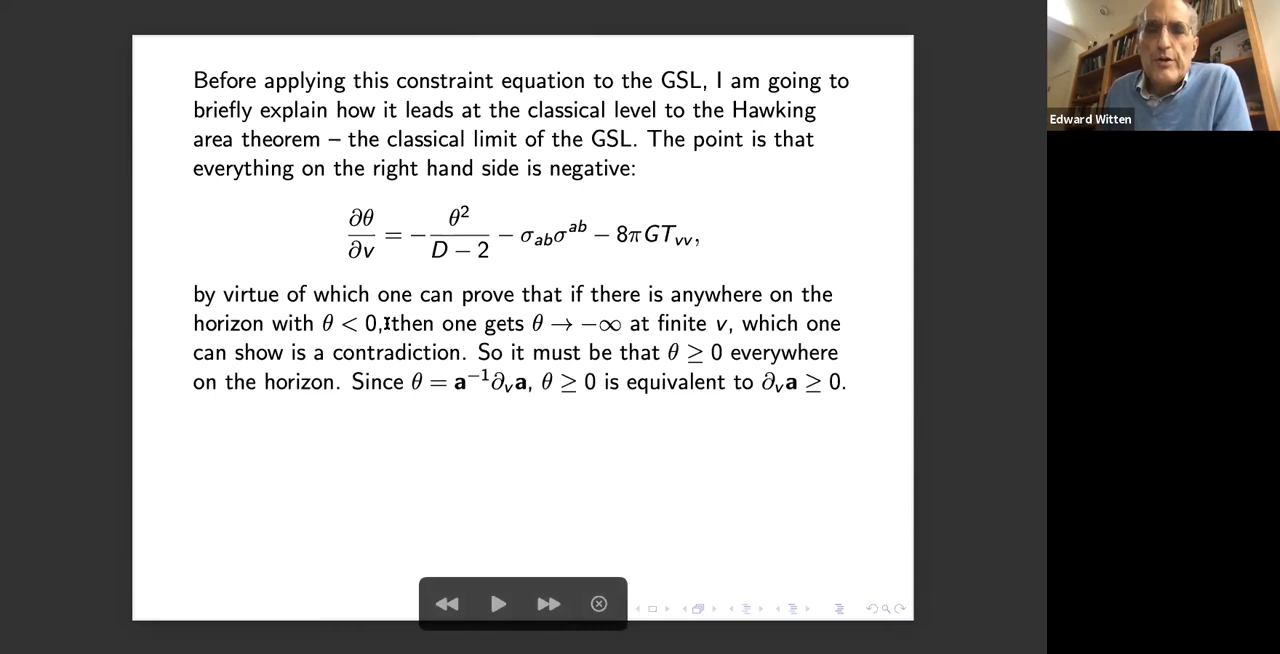 Before applying this constraint equation to the GSL, I am going to
briefly explain how it leads at the classical level to the Hawking
area theorem – the classical limit of the GSL. The point is that
everything on the right hand side is negative:
∂θ/∂v = −θ²/(D − 2) − σ_{ab}σ^{ab} − 8πGT_{vv},
by virtue of which one can prove that if there is anywhere on the
horizon with θ < 0, then one gets θ → −∞ at finite v, which one
can show is a contradiction. So it must be that θ ≥ 0 everywhere
on the horizon. Since θ = a⁻¹∂_v a, θ ≥ 0 is equivalent to ∂_v a ≥ 0.
Edward Witten